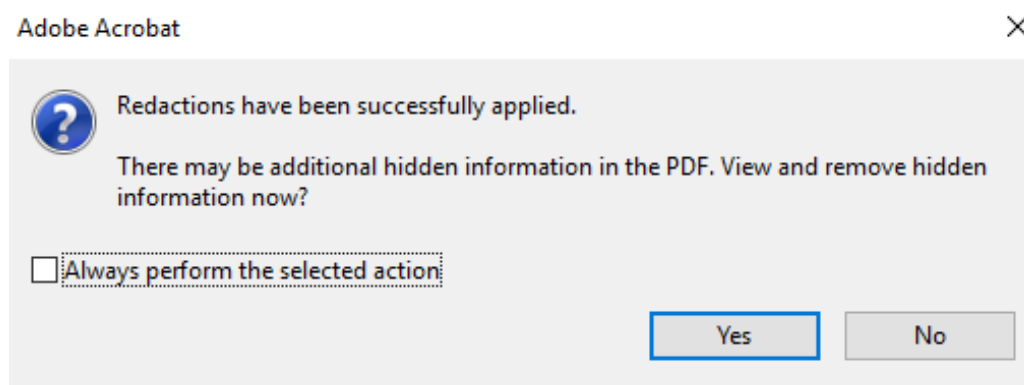 Adobe Acrobat
Redactions have been successfully applied.
There may be additional hidden information in the PDF. View and remove hidden
information now?
Always perform the selected action
Yes
No